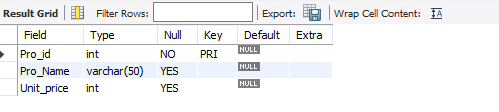 Result Grid Filter Rows: Export: Wrap Cell Content: IA
Field Type Null Key Default Extra
Pro_id int NO PRI NULL
Pro_Name varchar(50) YES NULL
Unit_price int YES NULL